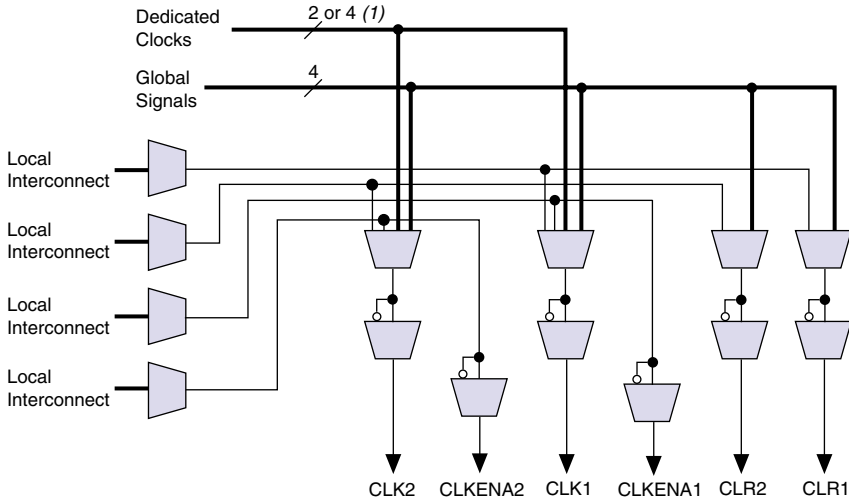 Dedicated
Clocks
2 or 4 (1)
Global
Signals
4
Local
Interconnect
Local
Interconnect
Local
Interconnect
Local
Interconnect
CLK2
CLKENA2
CLK1
CLKENA1
CLR2
CLR1